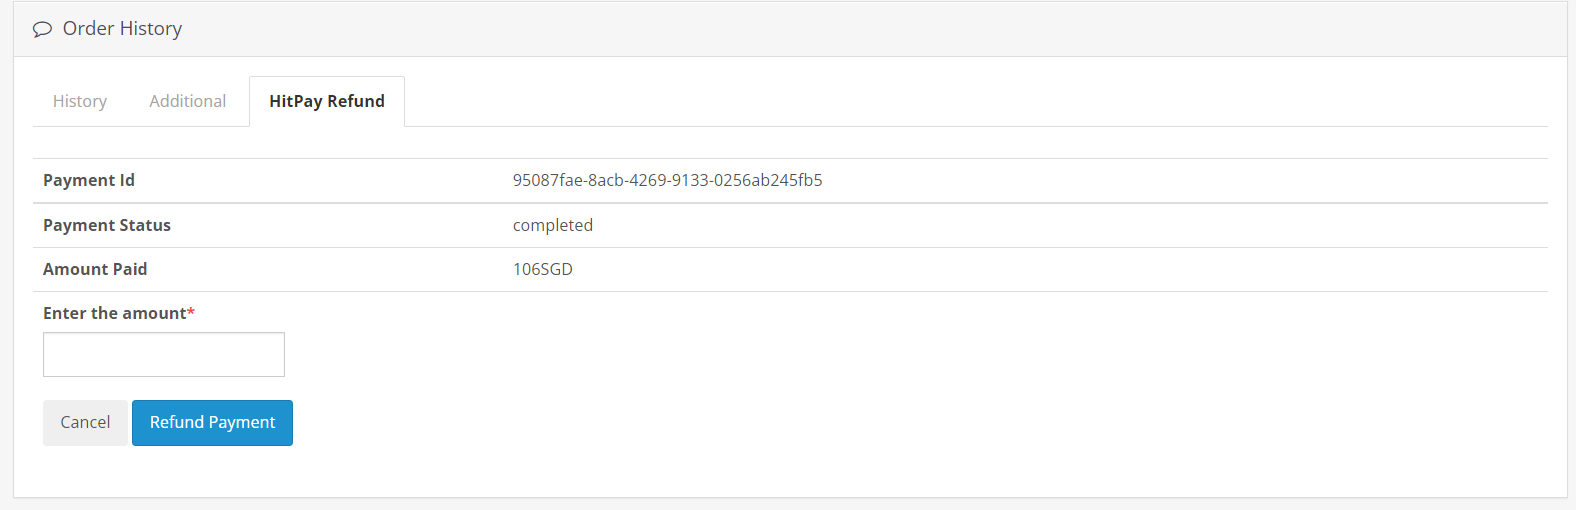 Order History
History Additional HitPay Refund
Payment Id 95087fae-8acb-4269-9133-0256ab245fb5
Payment Status completed
Amount Paid 106SGD
Enter the amount*
Cancel Refund Payment